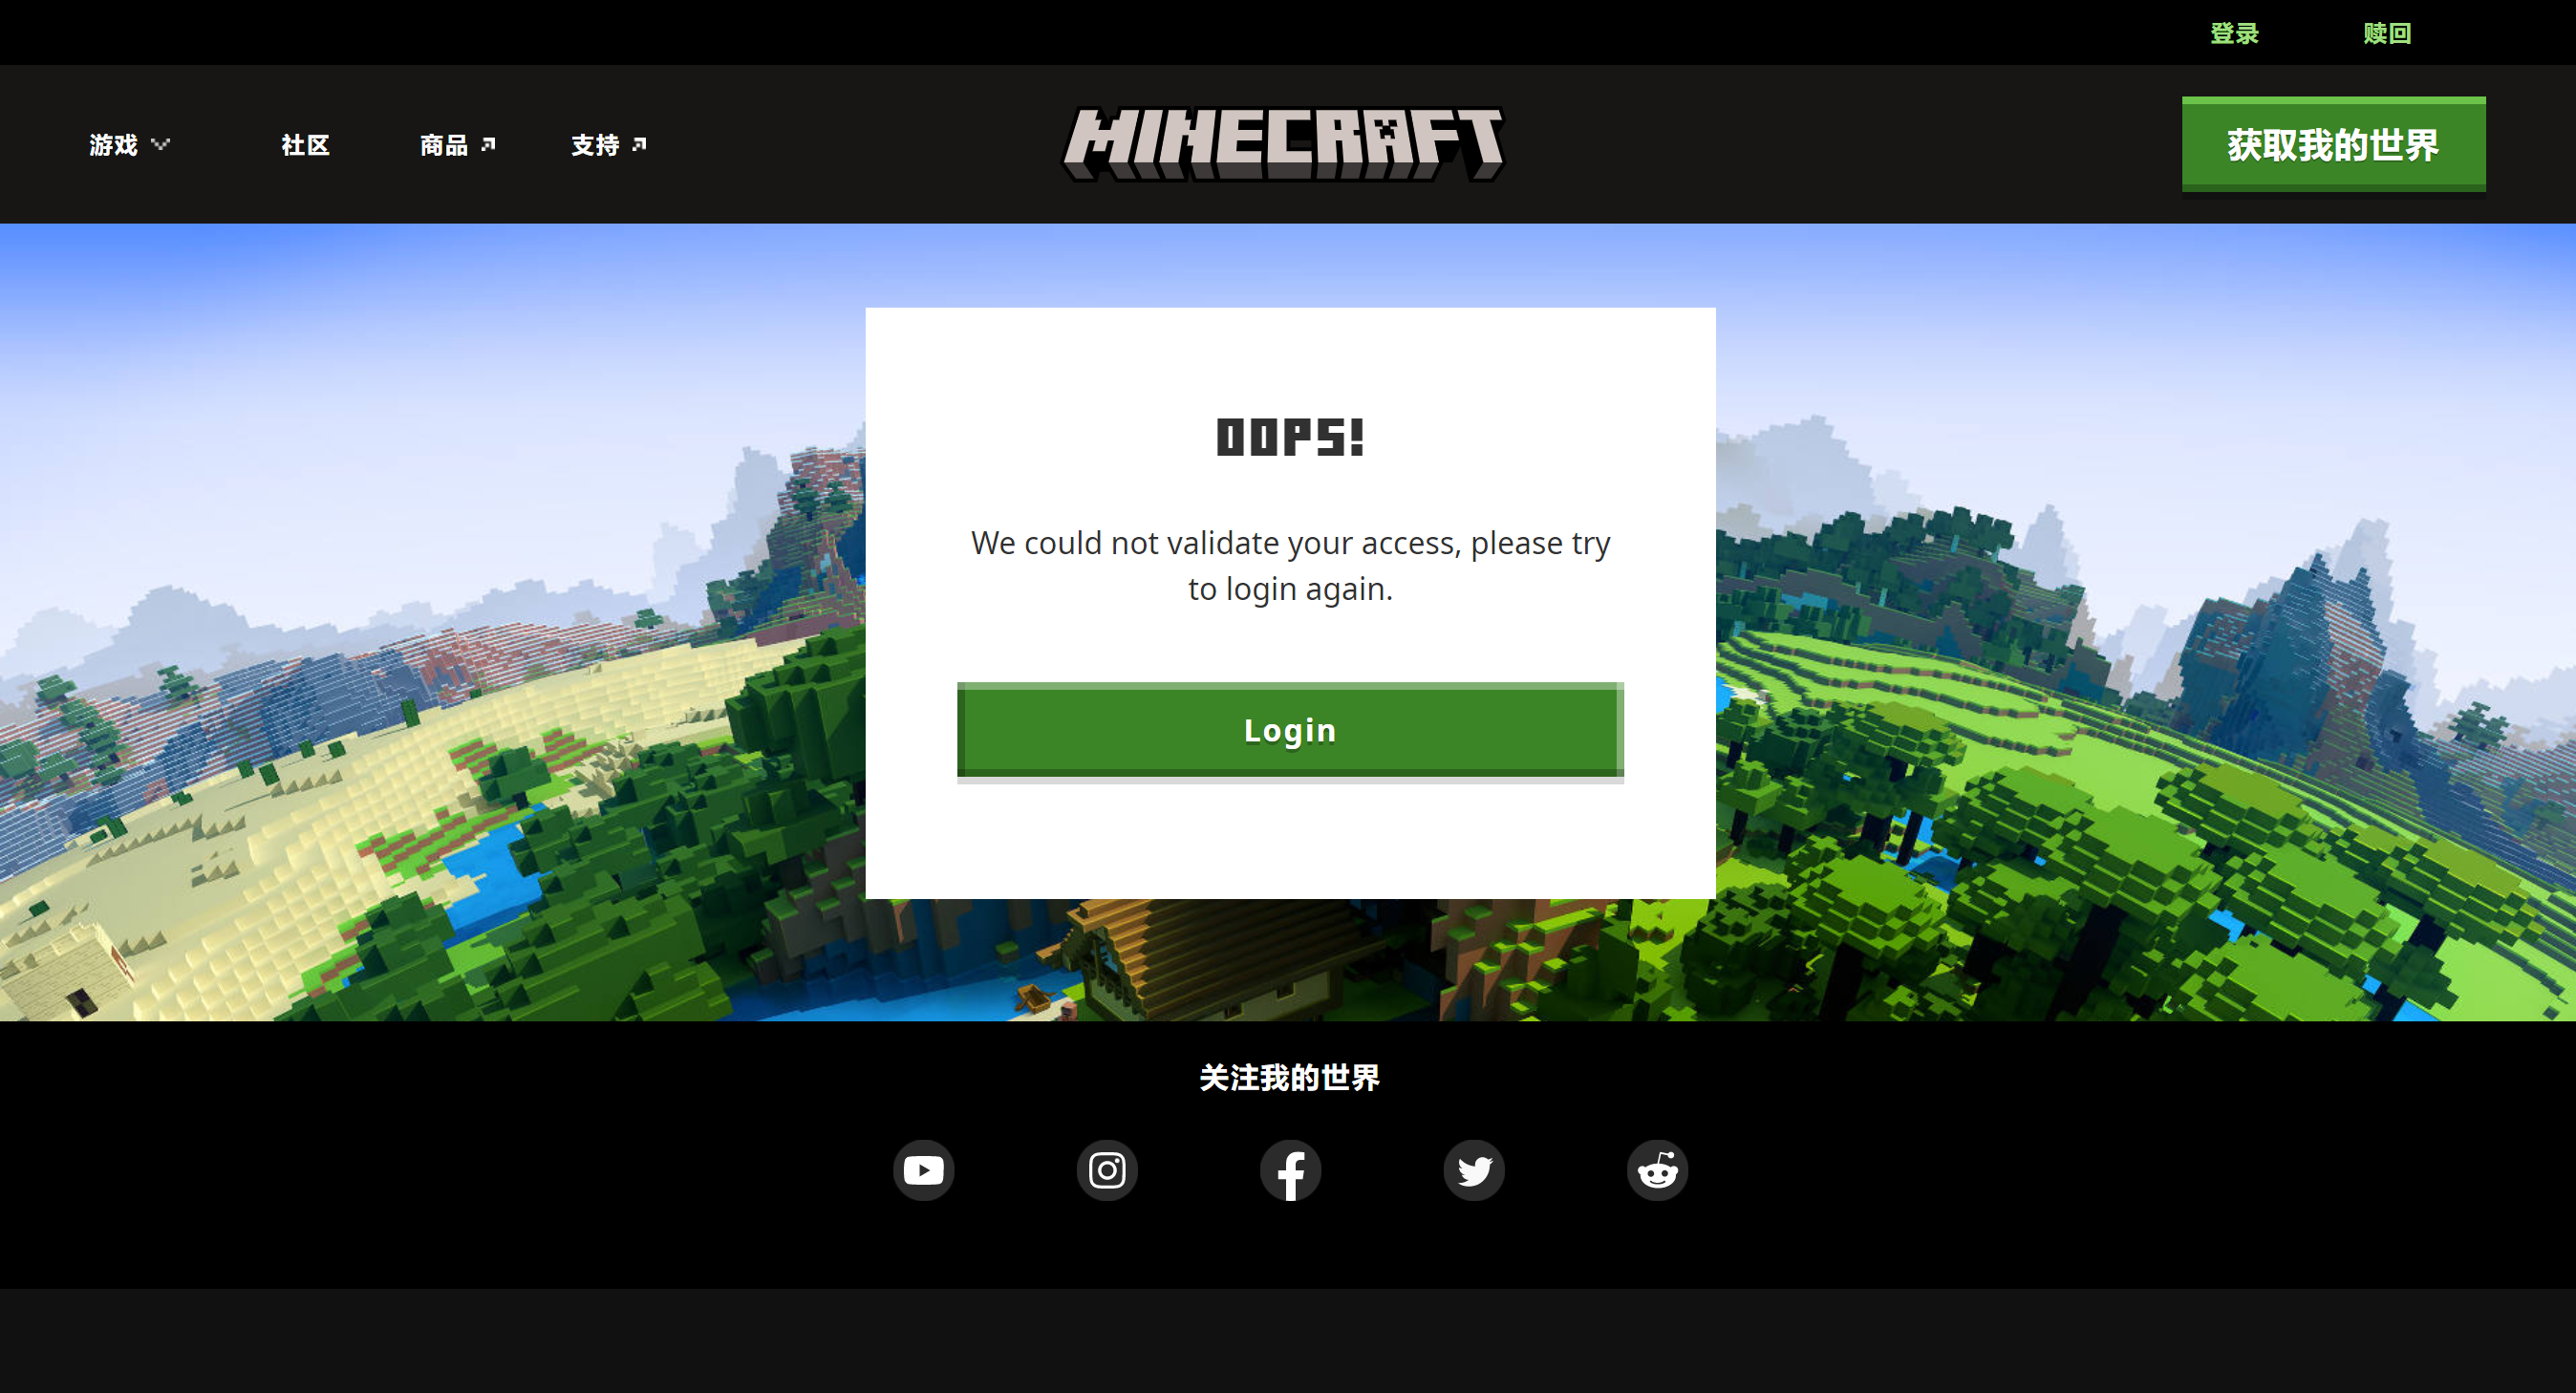 登录
赎回
游戏
社区
商品
支持
MINECRAFT
获取我的世界
OOPS!
We could not validate your access, please try
to login again.
Login
关注我的世界